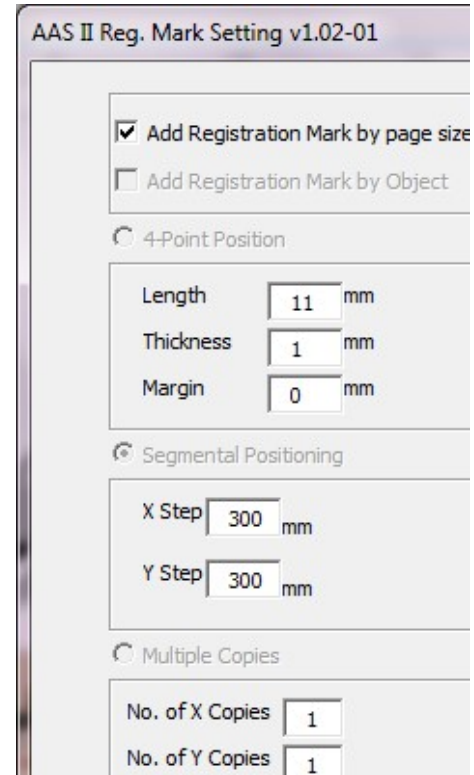 AAS II Reg. Mark Setting v1.02-01
Add Registration Mark by page size
Add Registration Mark by Object
4-Point Position
Length 11 mm
Thickness 1 mm
Margin 0 mm
Segmental Positioning
X Step 300 mm
Y Step 300 mm
Multiple Copies
No. of X Copies 1
No. of Y Copies 1